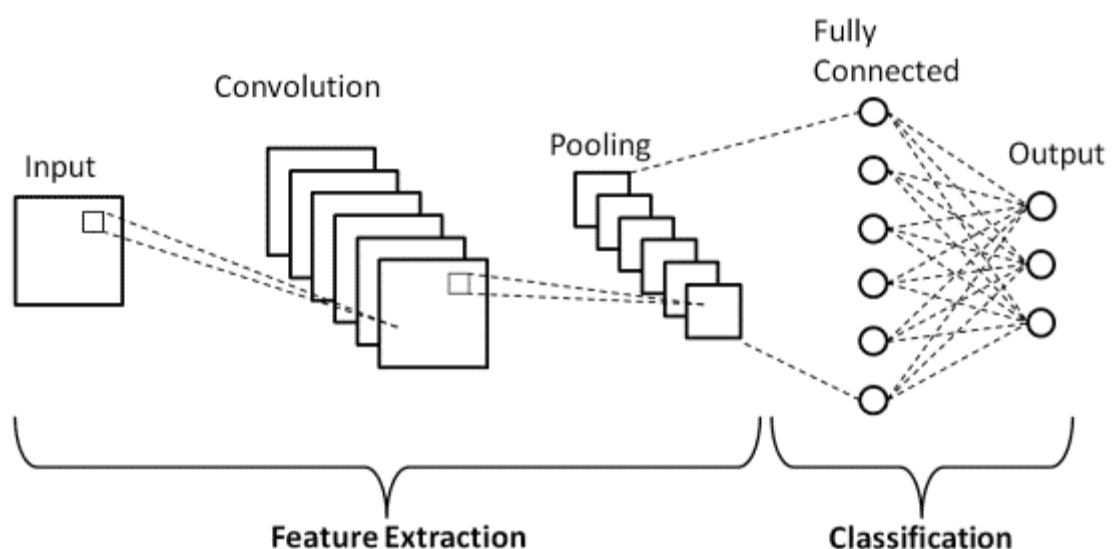 Input
Convolution
Pooling
Fully
Connected
Output
Feature Extraction
Classification